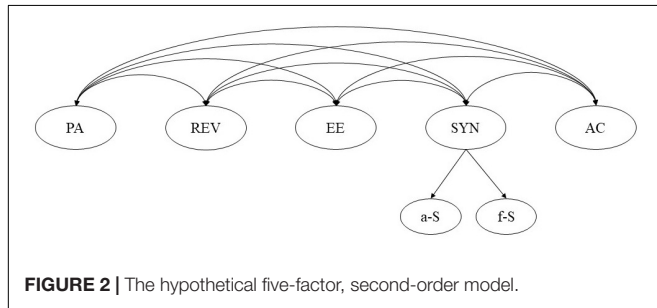 PA REV EE SYN AC
a-S f-S
FIGURE 2 | The hypothetical five-factor, second-order model.